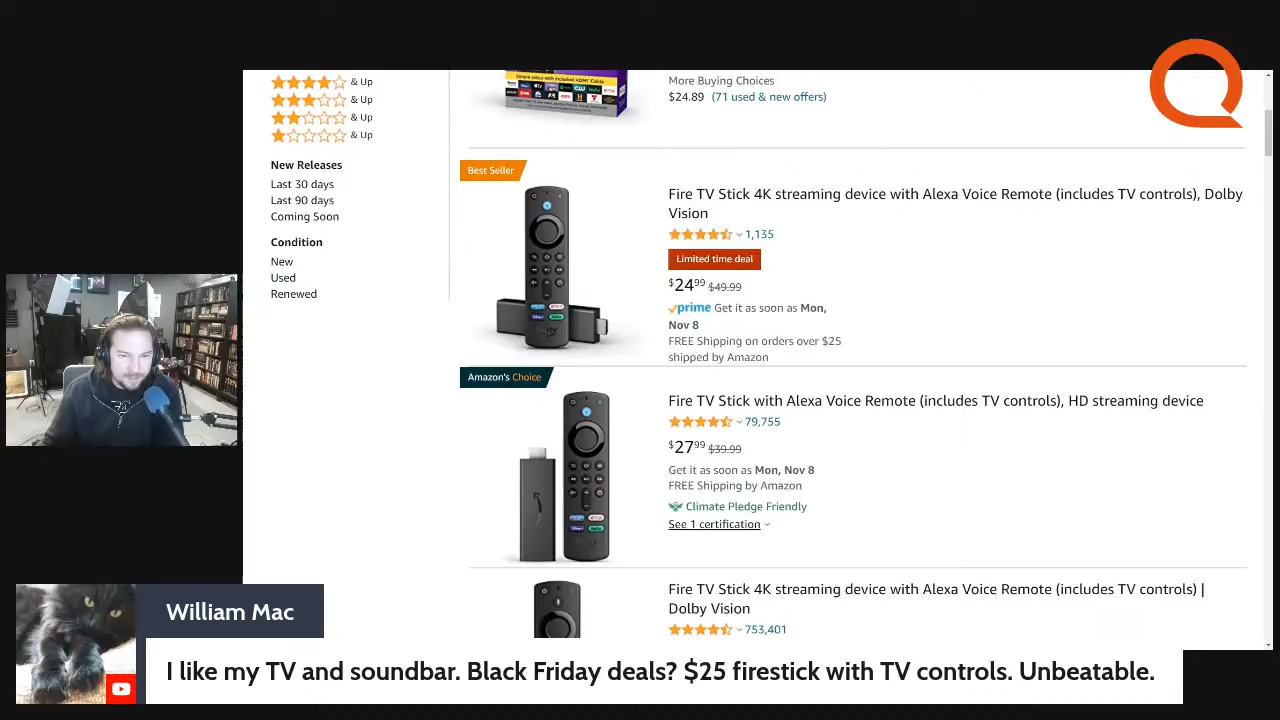 & Up
& Up
& Up
& Up
New Releases
Last 30 days
Last 90 days
Coming Soon
Condition
New
Used
Renewed
More Buying Choices
$24.89 (71 used & new offers)
Best Seller
Fire TV Stick 4K streaming device with Alexa Voice Remote (includes TV controls), Dolby
Vision
1,135
Limited time deal
$24.99 $49.99
prime Get it as soon as Mon,
Nov 8
FREE Shipping on orders over $25
shipped by Amazon
Amazon's Choice
Fire TV Stick with Alexa Voice Remote (includes TV controls), HD streaming device
79,755
$27.99 $39.99
Get it as soon as Mon, Nov 8
FREE Shipping by Amazon
Climate Pledge Friendly
See 1 certification
Fire TV Stick 4K streaming device with Alexa Voice Remote (includes TV controls) |
Dolby Vision
753,401
William Mac
I like my TV and soundbar. Black Friday deals? $25 firestick with TV controls. Unbeatable.